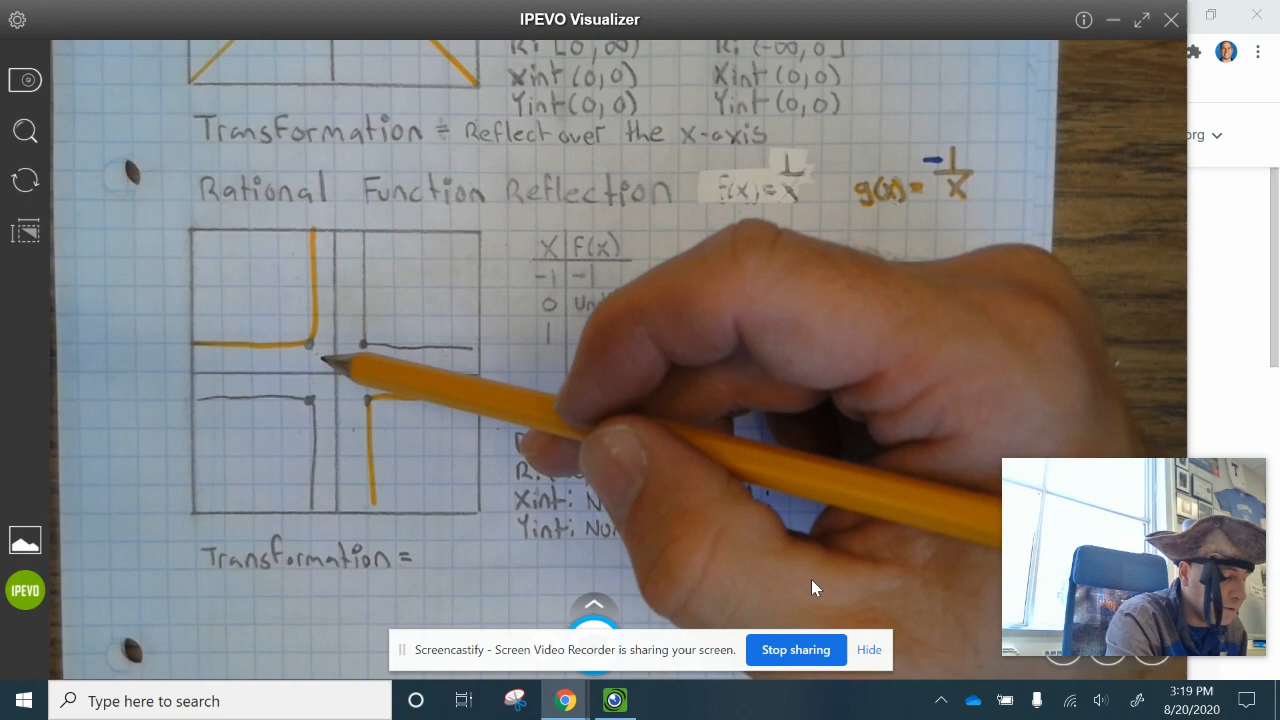 IPEVO Visualizer
R: [0, ∞) R: (-∞, 0]
Xint (0,0) Xint (0,0)
Yint (0,0) Yint (0,0)
Transformation = Reflect over the x-axis
Rational Function Reflection F(x) = 1/x g(x) = -1/x
X F(x)
-1 -1
0
1
R:
Xint:
Yint:
Transformation =
org
IPEVO
Screencastify - Screen Video Recorder is sharing your screen. Stop sharing Hide
Type here to search
3:19 PM
8/20/2020